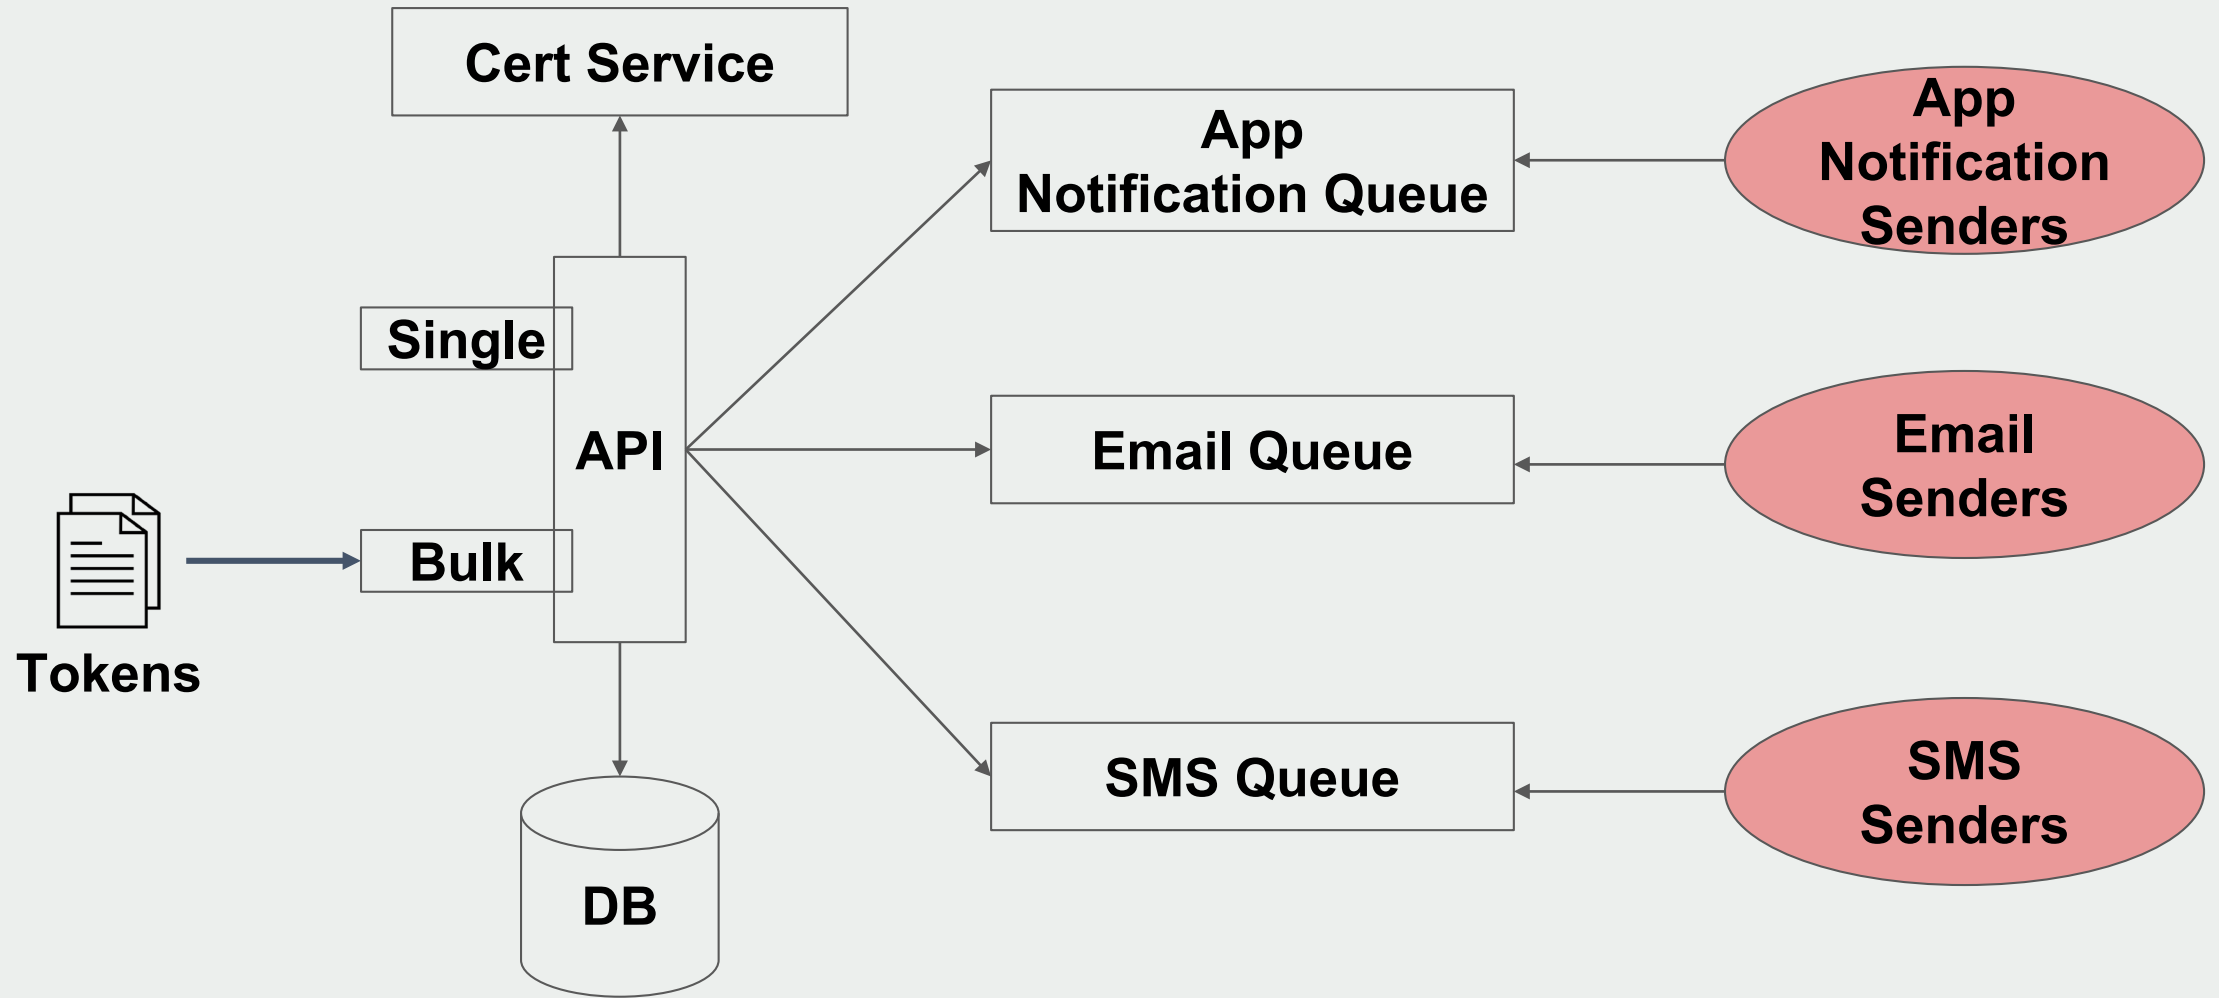 Cert Service
App
Notification Queue
App
Notification
Senders
Single
API
Email Queue
Email
Senders
Bulk
Tokens
SMS Queue
SMS
Senders
DB